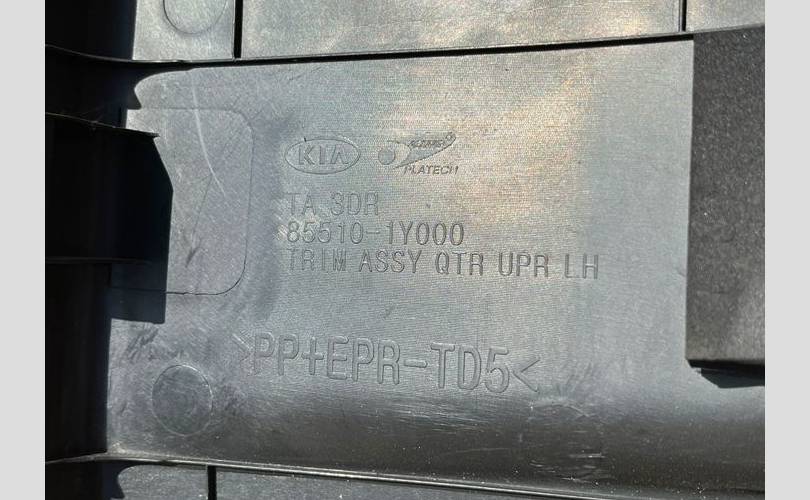 KIA PLATECH
TA 3DR
85510-1Y000
TRIM ASSY QTR UPR LH
>PP+EPR-TD5<